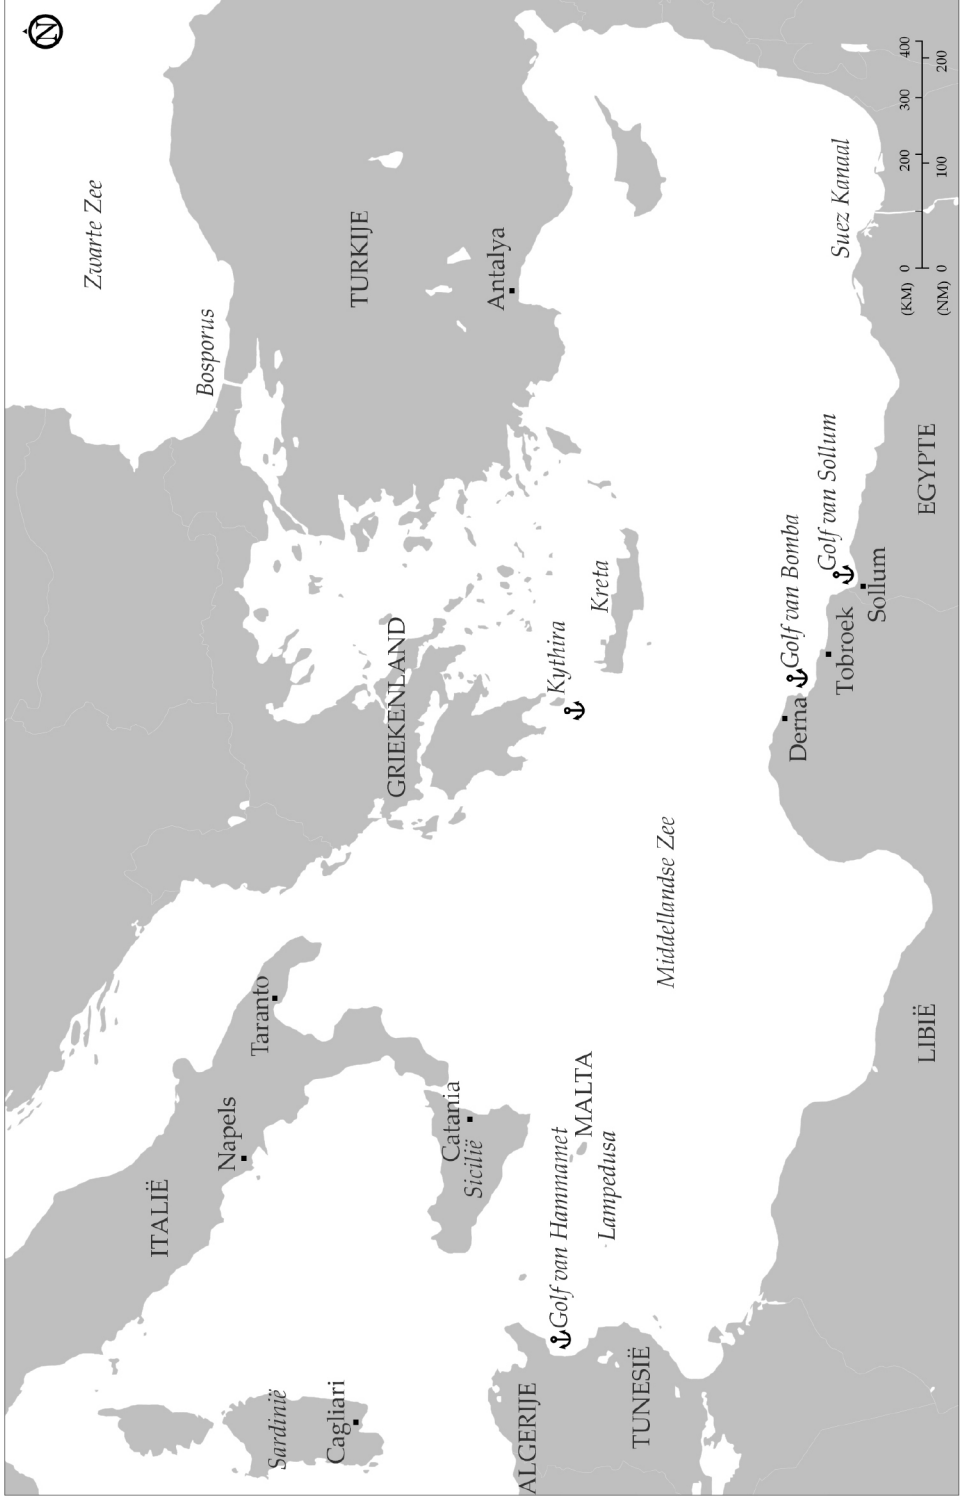 N
Zwarte Zee
Bosporus
ITALIË
Napels
Taranto
GRIEKENLAND
TURKIJE
Antalya
Sardinië
Cagliari
Catania
Sicilië
Kythira
Kreta
ALGERIJE
Golf van Hammamet
MALTA
Lampedusa
TUNESIË
Middellandse Zee
Derna
Golf van Bomba
Tobroek
Golf van Sollum
Sollum
Suez Kanaal
LIBIË
EGYPTE
(KM) 0 200 300 400
(NM) 0 100 200